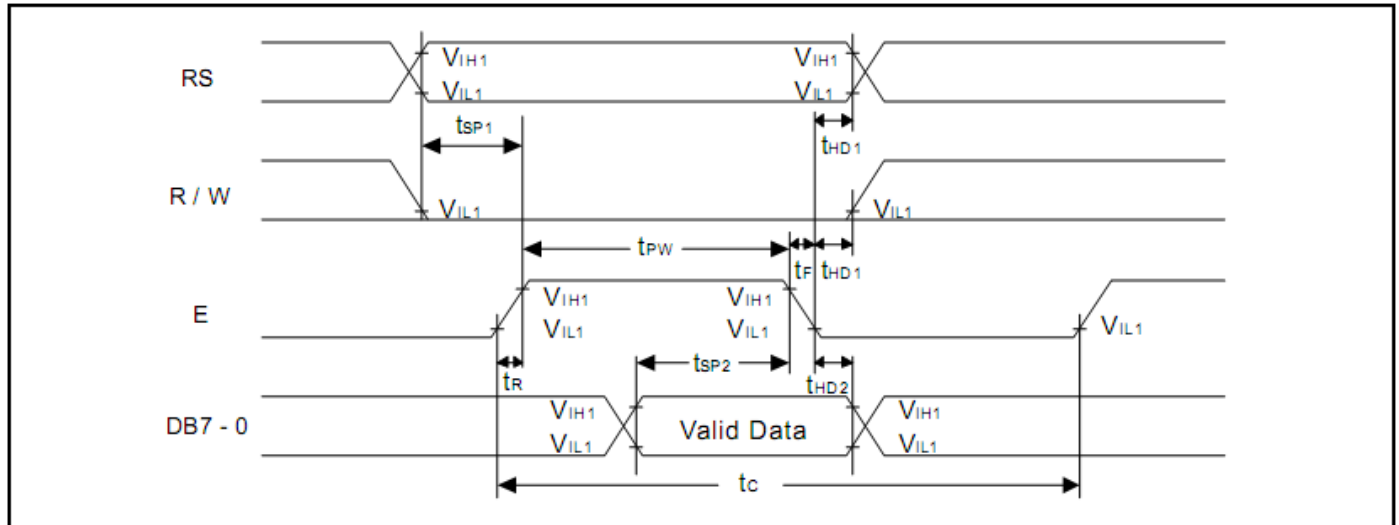 RS
VIH1 VIH1
VIL1 VIL1
tSP1 tHD1
R / W
VIL1 VIL1
tPW
tF tHD1
E
VIH1 VIH1
VIL1 VIL1 VIL1
tSP2
tR tHD2
DB7 - 0
VIH1 Valid Data VIH1
VIL1 VIL1
tC